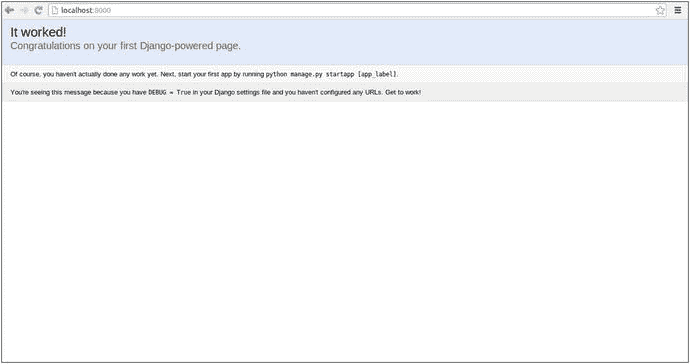 localhost:8000
It worked!
Congratulations on your first Django-powered page.
Of course, you haven't actually done any work yet. Next, start your first app by running python manage.py startapp [app_label].
You're seeing this message because you have DEBUG = True in your Django settings file and you haven't configured any URLs. Get to work!